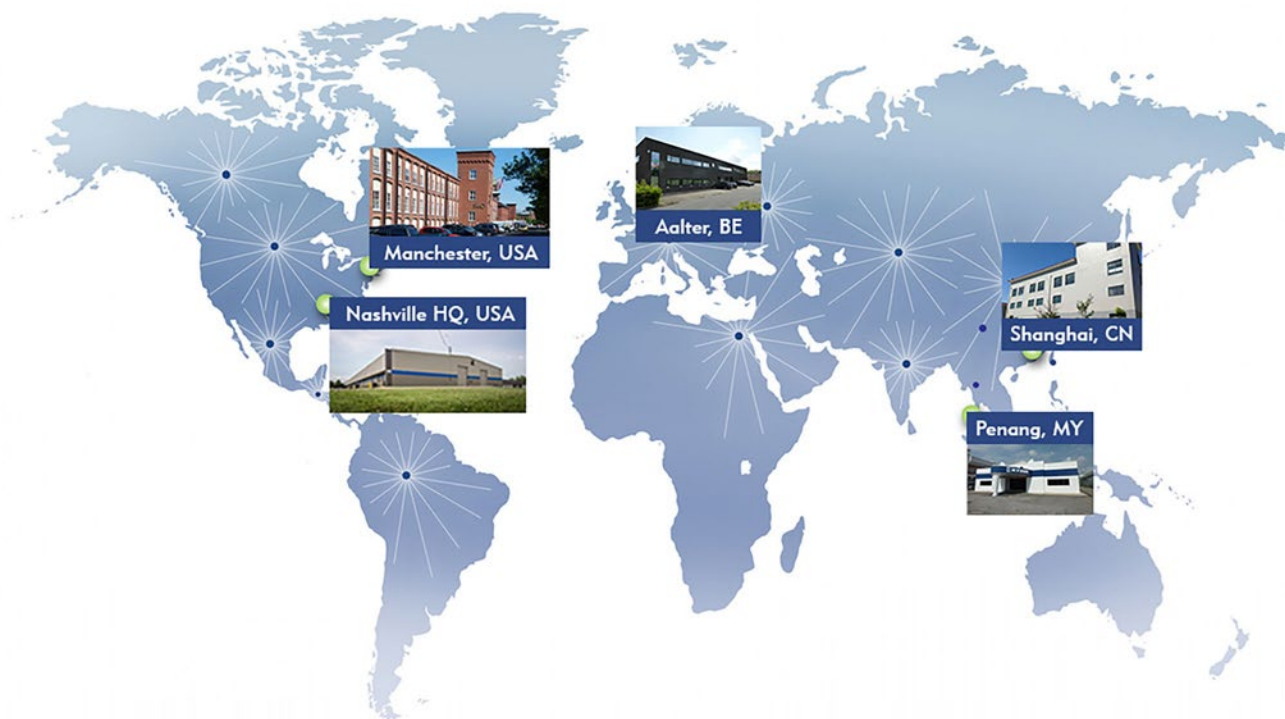 Manchester, USA
Aalter, BE
Nashville HQ, USA
Shanghai, CN
Penang, MY